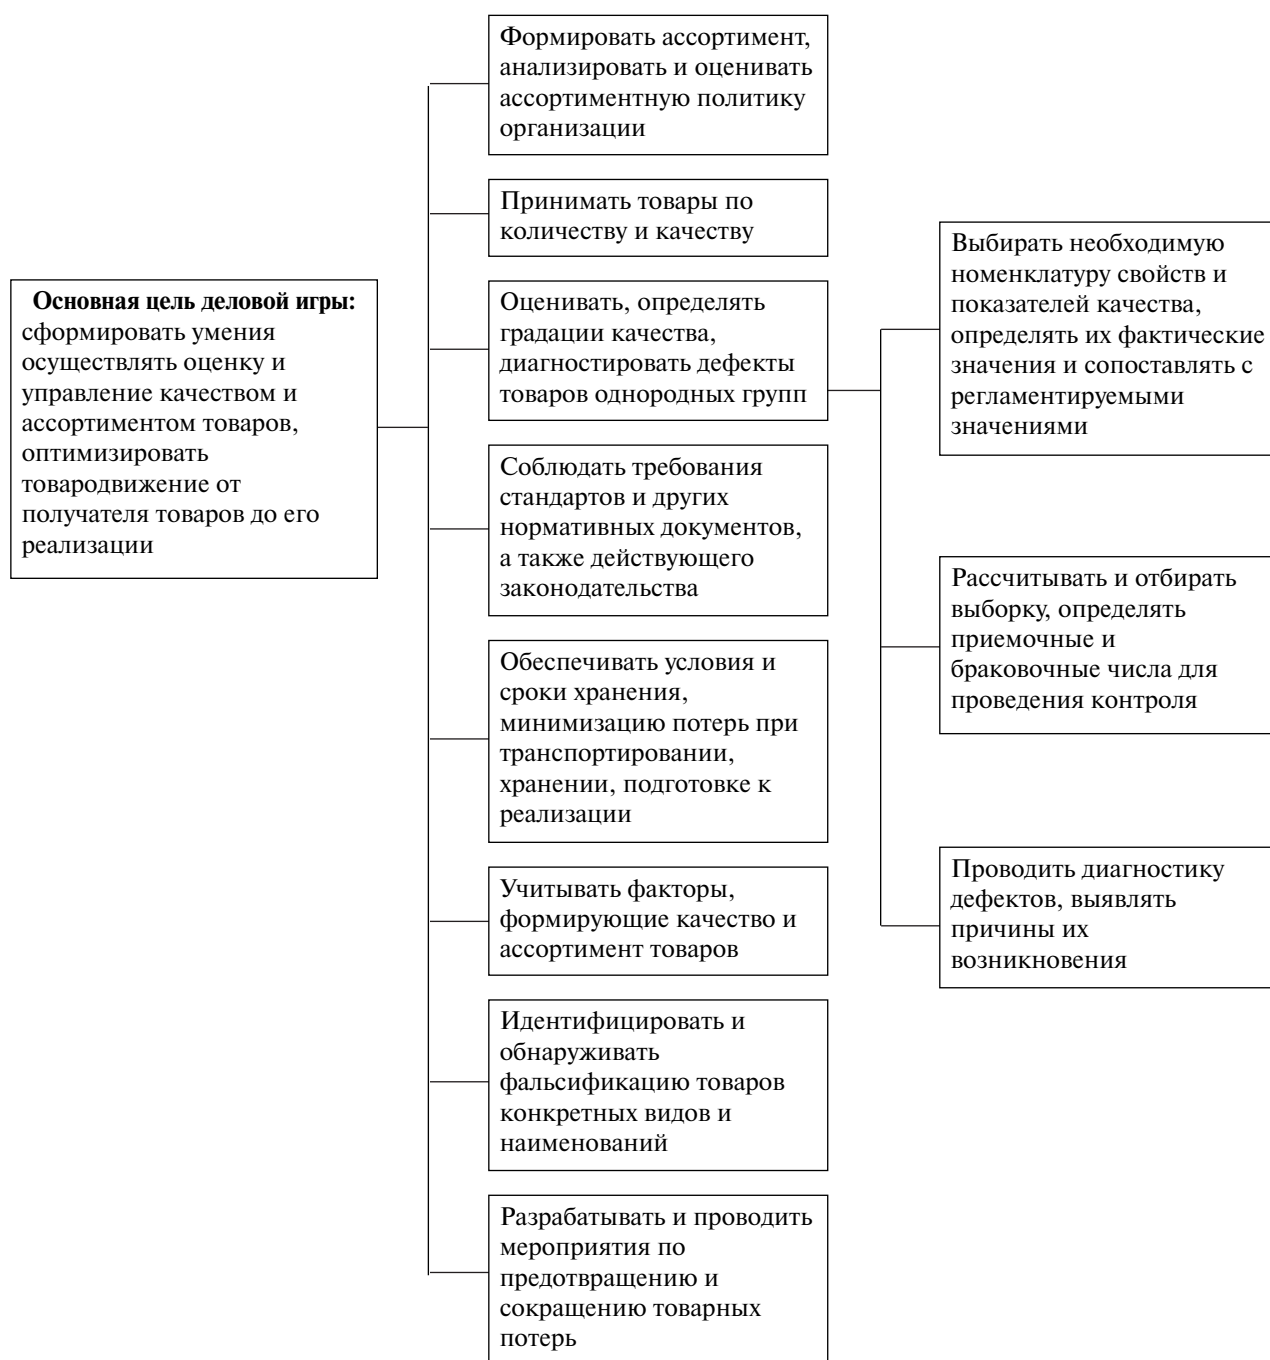 Основная цель деловой игры:
сформировать умения
осуществлять оценку и
управление качеством и
ассортиментом товаров,
оптимизировать
товародвижение от
получателя товаров до его
реализации
Формировать ассортимент,
анализировать и оценивать
ассортиментную политику
организации
Принимать товары по
количеству и качеству
Оценивать, определять
градации качества,
диагностировать дефекты
товаров однородных групп
Соблюдать требования
стандартов и других
нормативных документов,
а также действующего
законодательства
Обеспечивать условия и
сроки хранения,
минимизацию потерь при
транспортировании,
хранении, подготовке к
реализации
Учитывать факторы,
формирующие качество и
ассортимент товаров
Идентифицировать и
обнаруживать
фальсификацию товаров
конкретных видов и
наименований
Разрабатывать и проводить
мероприятия по
предотвращению и
сокращению товарных
потерь
Выбирать необходимую
номенклатуру свойств и
показателей качества,
определять их фактические
значения и сопоставлять с
регламентируемыми
значениями
Рассчитывать и отбирать
выборку, определять
приемочные и
браковочные числа для
проведения контроля
Проводить диагностику
дефектов, выявлять
причины их
возникновения